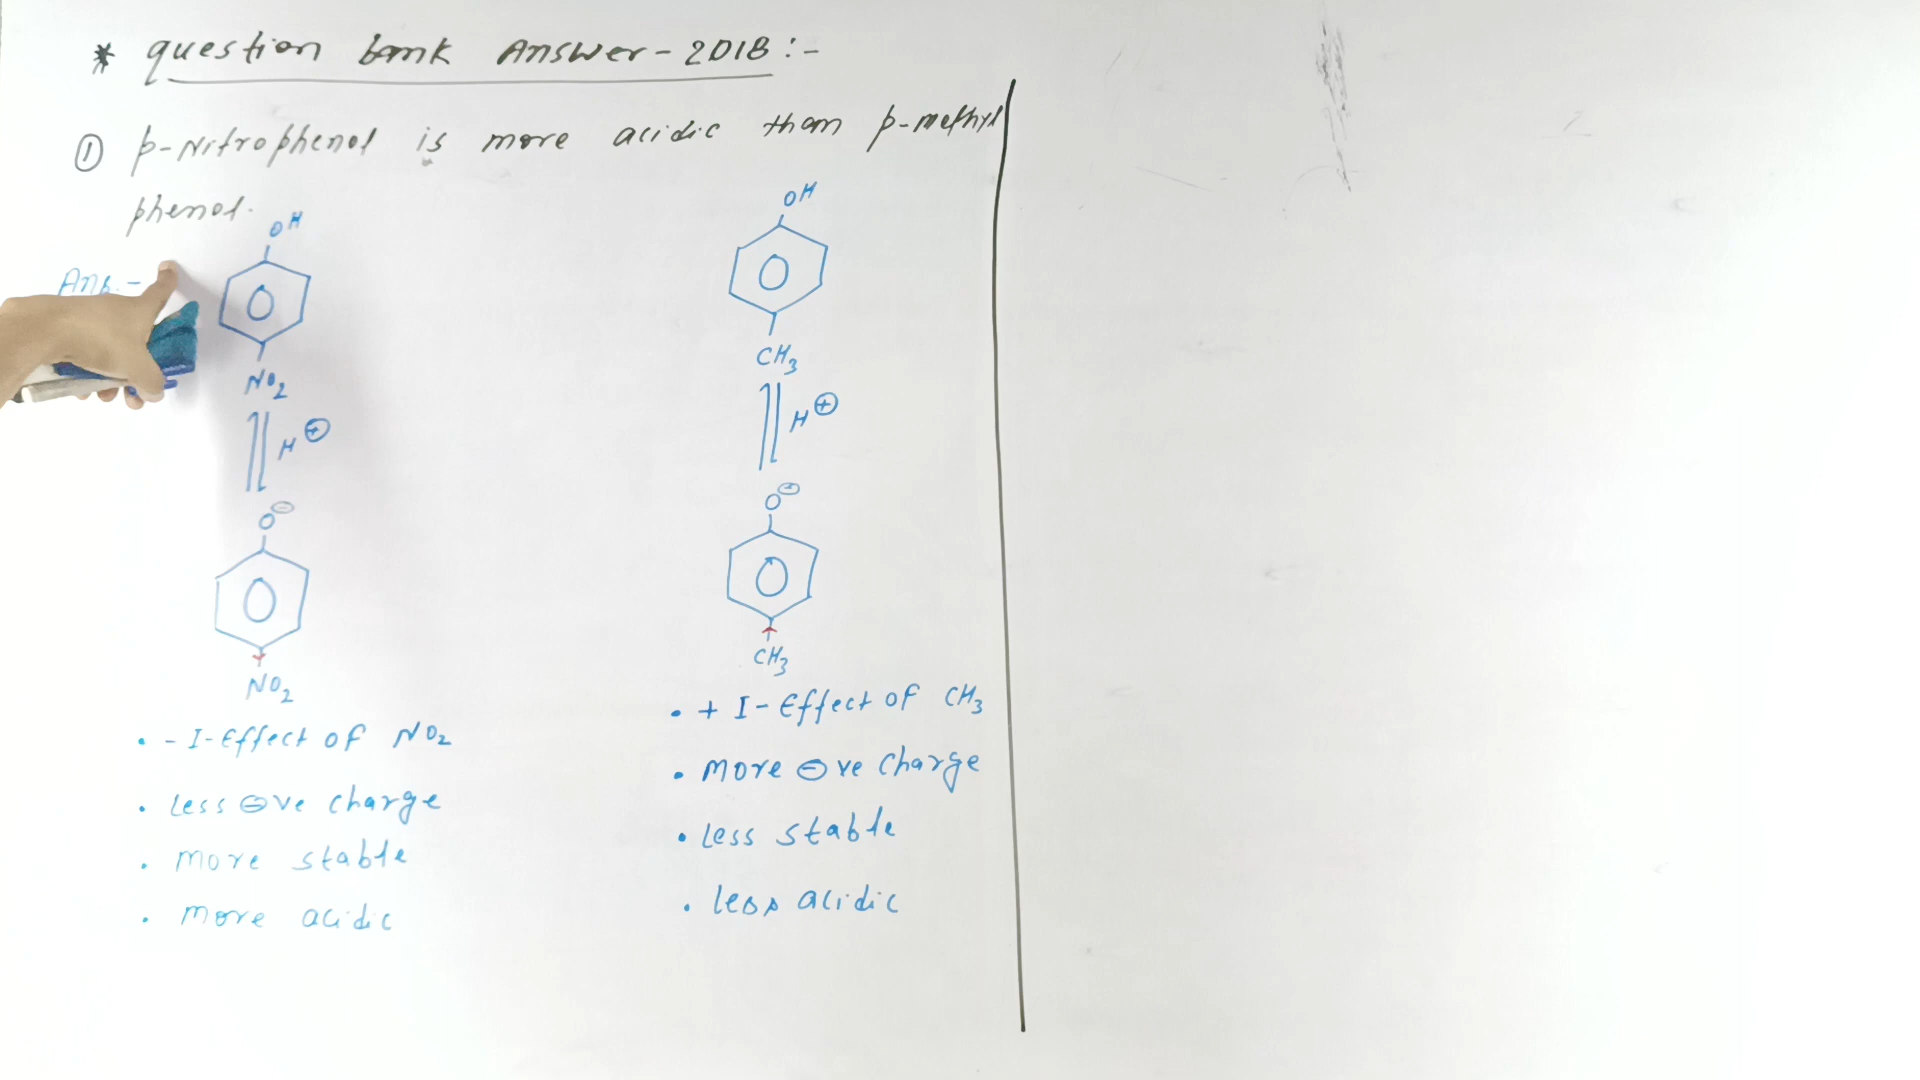 * question bank Answer - 2018 :-
① p-Nitrophenol is more acidic than p-methyl
phenol.
Ans. -
OH
NO2
H⊕
O⊖
NO2
• - I-Effect of NO2
• Less ⊖ve charge
• more stable
• more acidic
OH
CH3
H⊕
O⊖
CH3
• + I-Effect of CH3
• more ⊖ve charge
• Less stable
• less acidic